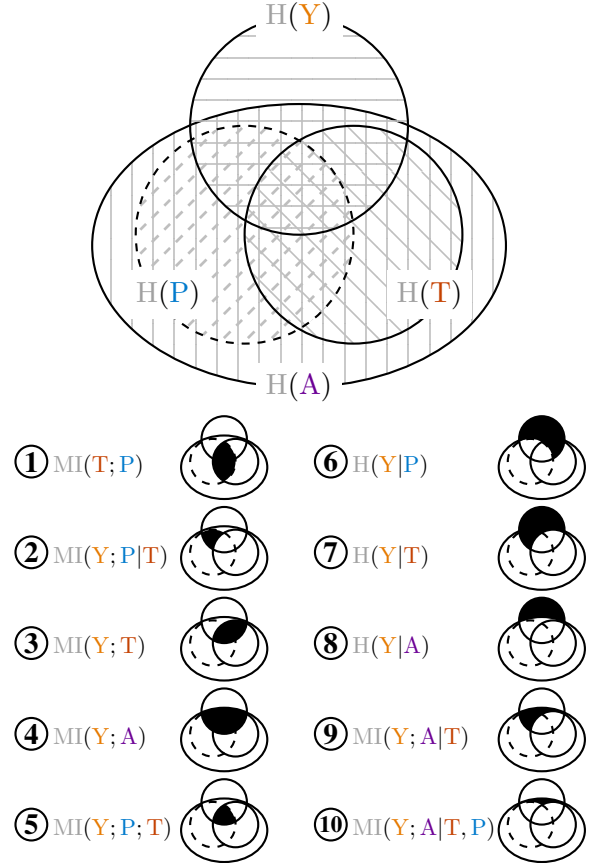 H(Y)
H(P)
H(T)
H(A)
1 MI(T; P)
2 MI(Y; P|T)
3 MI(Y; T)
4 MI(Y; A)
5 MI(Y; P; T)
6 H(Y|P)
7 H(Y|T)
8 H(Y|A)
9 MI(Y; A|T)
10 MI(Y; A|T, P)